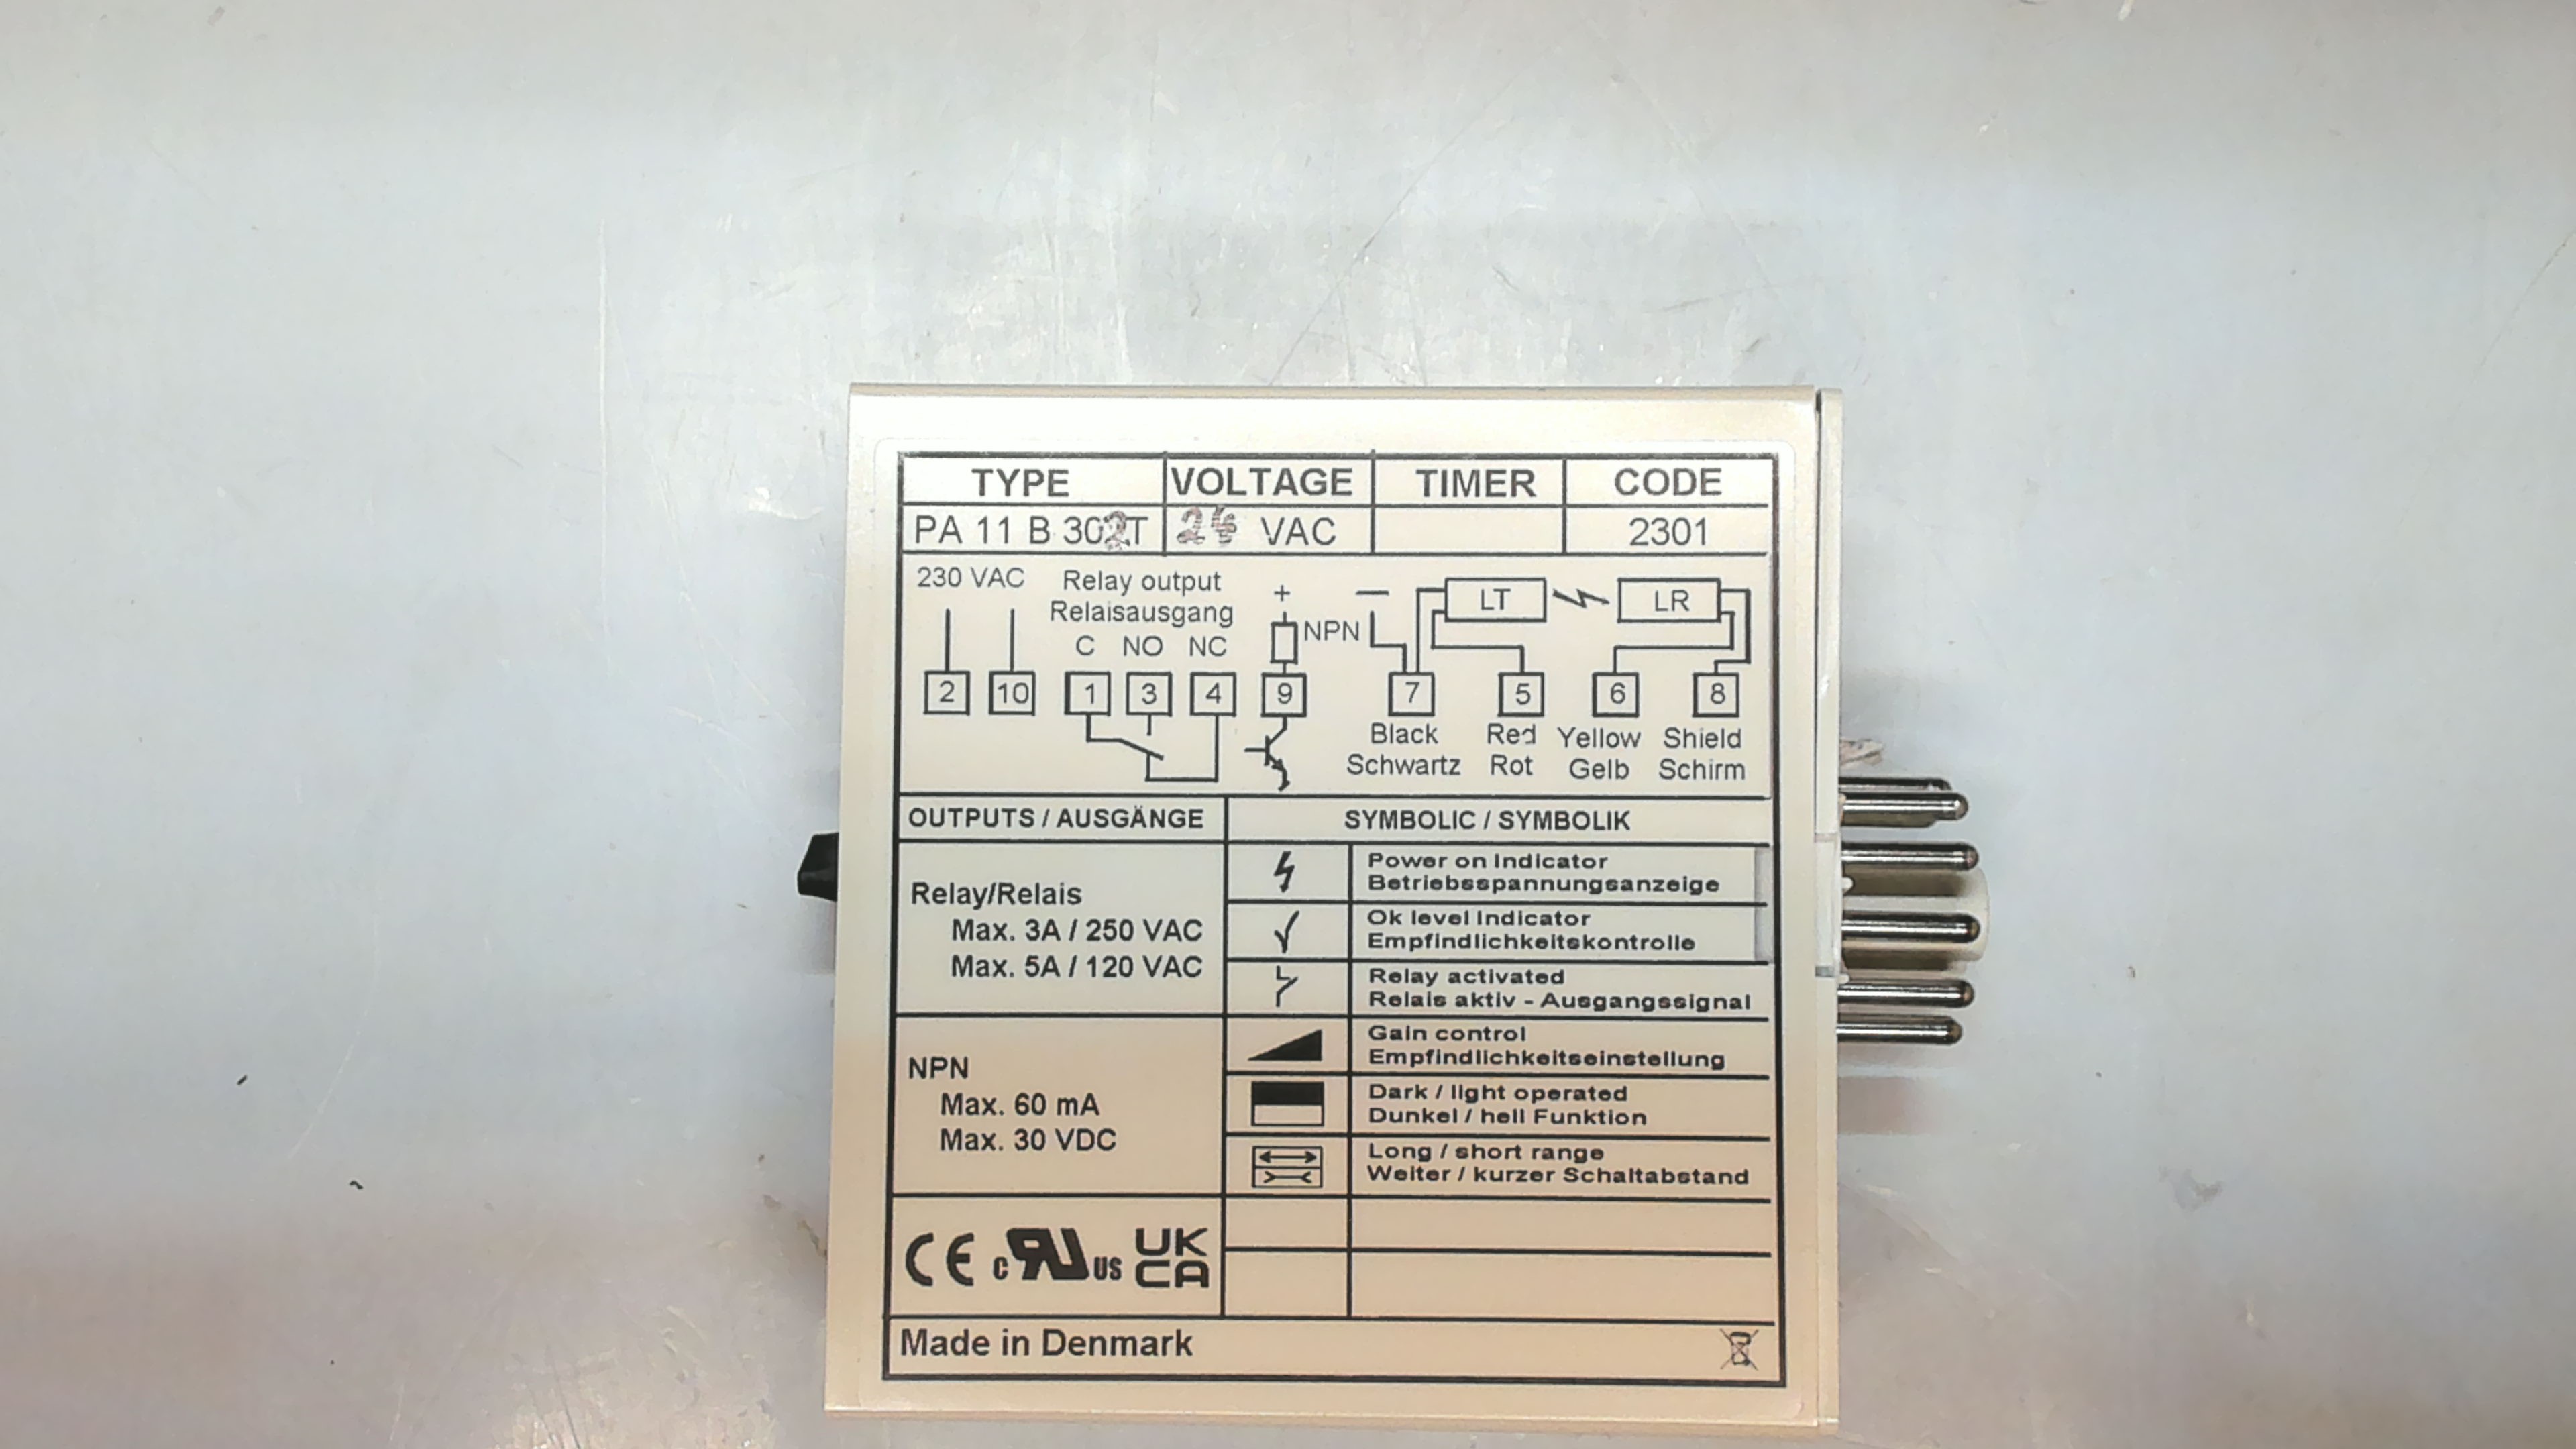 TYPE VOLTAGE TIMER CODE
PA 11 B 302T 24 VAC 2301
230 VAC Relay output
Relaisausgang
C NO NC
+ NPN —
LT LR
2 10 1 3 4 9 7 5 6 8
Black Red Yellow Shield
Schwartz Rot Gelb Schirm
OUTPUTS / AUSGÄNGE
SYMBOLIC / SYMBOLIK
Relay/Relais
Max. 3A / 250 VAC
Max. 5A / 120 VAC
NPN
Max. 60 mA
Max. 30 VDC
Power on Indicator
Betriebsspannungsanzeige
Ok level Indicator
Empfindlichkeitskontrolle
Relay activated
Relais aktiv - Ausgangssignal
Gain control
Empfindlichkeitseinstellung
Dark / light operated
Dunkel / hell Funktion
Long / short range
Weiter / kurzer Schaltabstand
CE c RU US UK CA
Made in Denmark